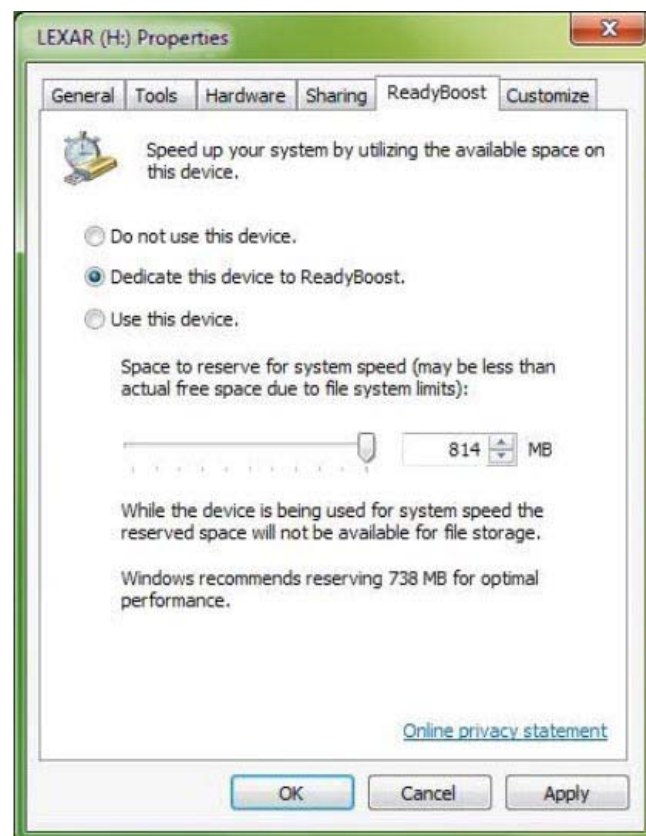 LEXAR (H:) Properties
General Tools Hardware Sharing ReadyBoost Customize
Speed up your system by utilizing the available space on
this device.
Do not use this device.
Dedicate this device to ReadyBoost.
Use this device.
Space to reserve for system speed (may be less than
actual free space due to file system limits):
814 MB
While the device is being used for system speed the
reserved space will not be available for file storage.
Windows recommends reserving 738 MB for optimal
performance.
Online privacy statement
OK Cancel Apply